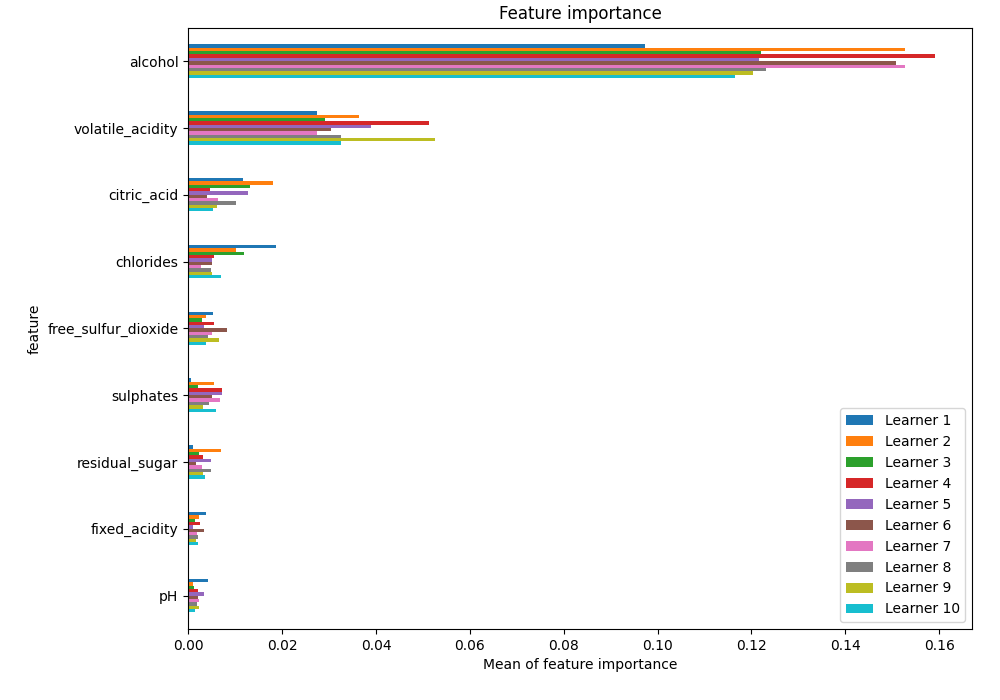 Feature importance
alcohol
volatile_acidity
citric_acid
chlorides
free_sulfur_dioxide
sulphates
residual_sugar
fixed_acidity
pH
feature
Learner 1
Learner 2
Learner 3
Learner 4
Learner 5
Learner 6
Learner 7
Learner 8
Learner 9
Learner 10
0.00 0.02 0.04 0.06 0.08 0.10 0.12 0.14 0.16
Mean of feature importance